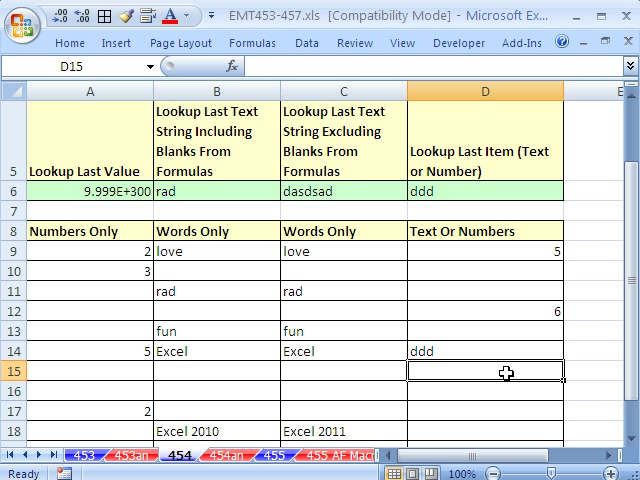 EMT453-457.xls [Compatibility Mode] - Microsoft Ex...
Home Insert Page Layout Formulas Data Review View Developer Add-Ins
D15 fx
A B C D E
5 Lookup Last Value
Lookup Last Text
String Including
Blanks From
Formulas
Lookup Last Text
String Excluding
Blanks From
Formulas
Lookup Last Item (Text
or Number)
6 9.999E+300 rad dasdsad ddd
7
8 Numbers Only Words Only Words Only Text Or Numbers
9 2 love love 5
10 3
11 rad rad
12 6
13 fun fun
14 5 Excel Excel ddd
15
16
17 2
18 Excel 2010 Excel 2011
453 453an 454 454an 455 455 AF Macr
Ready 100%